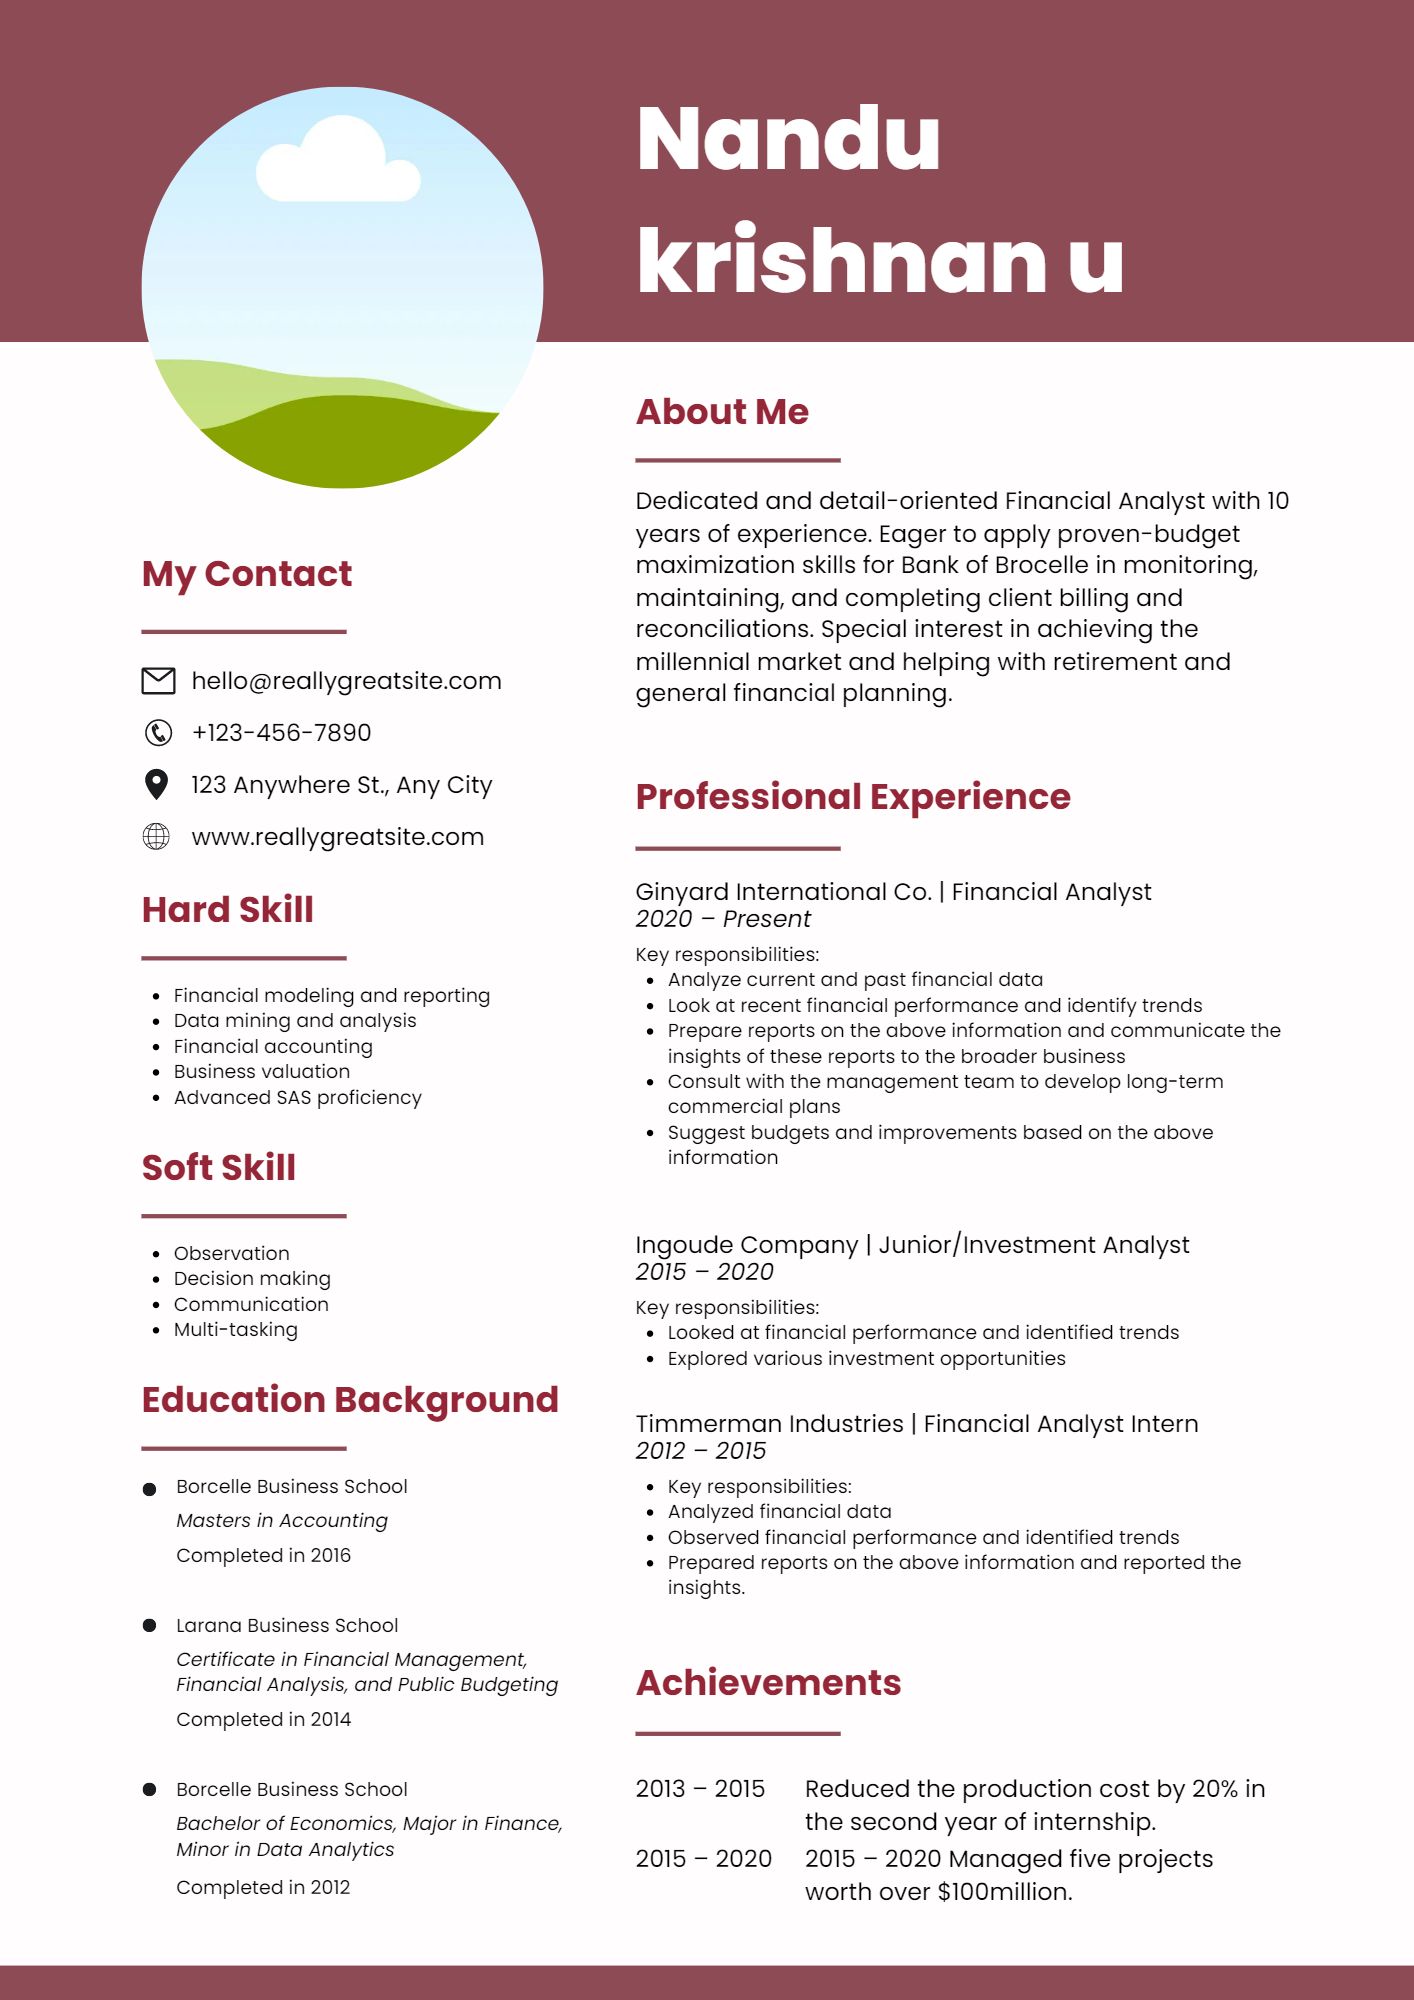 Nandu
krishnan u
My Contact
hello@reallygreatsite.com
+123-456-7890
123 Anywhere St., Any City
www.reallygreatsite.com
Hard Skill
• Financial modeling and reporting
• Data mining and analysis
• Financial accounting
• Business valuation
• Advanced SAS proficiency
Soft Skill
• Observation
• Decision making
• Communication
• Multi-tasking
Education Background
• Borcelle Business School
Masters in Accounting
Completed in 2016
• Larana Business School
Certificate in Financial Management,
Financial Analysis, and Public Budgeting
Completed in 2014
• Borcelle Business School
Bachelor of Economics, Major in Finance,
Minor in Data Analytics
Completed in 2012
About Me
Dedicated and detail-oriented Financial Analyst with 10
years of experience. Eager to apply proven-budget
maximization skills for Bank of Brocelle in monitoring,
maintaining, and completing client billing and
reconciliations. Special interest in achieving the
millennial market and helping with retirement and
general financial planning.
Professional Experience
Ginyard International Co. | Financial Analyst
2020 – Present
Key responsibilities:
• Analyze current and past financial data
• Look at recent financial performance and identify trends
• Prepare reports on the above information and communicate the
insights of these reports to the broader business
• Consult with the management team to develop long-term
commercial plans
• Suggest budgets and improvements based on the above
information
Ingoude Company | Junior/Investment Analyst
2015 – 2020
Key responsibilities:
• Looked at financial performance and identified trends
• Explored various investment opportunities
Timmerman Industries | Financial Analyst Intern
2012 – 2015
• Key responsibilities:
• Analyzed financial data
• Observed financial performance and identified trends
• Prepared reports on the above information and reported the
insights.
Achievements
2013 – 2015 Reduced the production cost by 20% in
the second year of internship.
2015 – 2020 2015 – 2020 Managed five projects
worth over $100million.